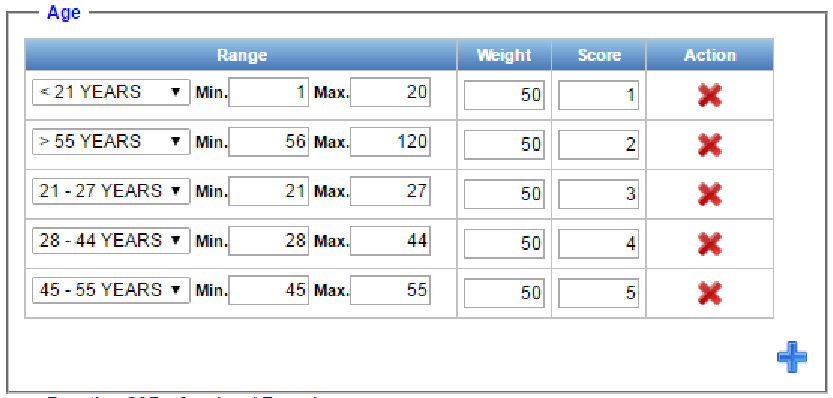 Age
Range Weight Score Action
< 21 YEARS Min. 1 Max. 20 50 1
> 55 YEARS Min. 56 Max. 120 50 2
21 - 27 YEARS Min. 21 Max. 27 50 3
28 - 44 YEARS Min. 28 Max. 44 50 4
45 - 55 YEARS Min. 45 Max. 55 50 5